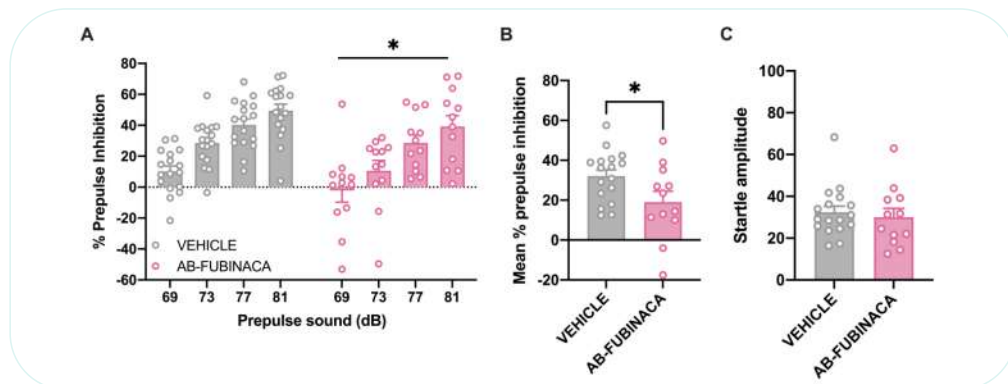 A
B
C
*
% Prepulse Inhibition
80
60
40
20
0
-20
-40
-60
VEHICLE
AB-FUBINACA
69 73 77 81 69 73 77 81
Prepulse sound (dB)
*
Mean % prepulse inhibition
80
60
40
20
0
-20
VEHICLE
AB-FUBINACA
Startle amplitude
100
80
60
40
20
0
VEHICLE
AB-FUBINACA